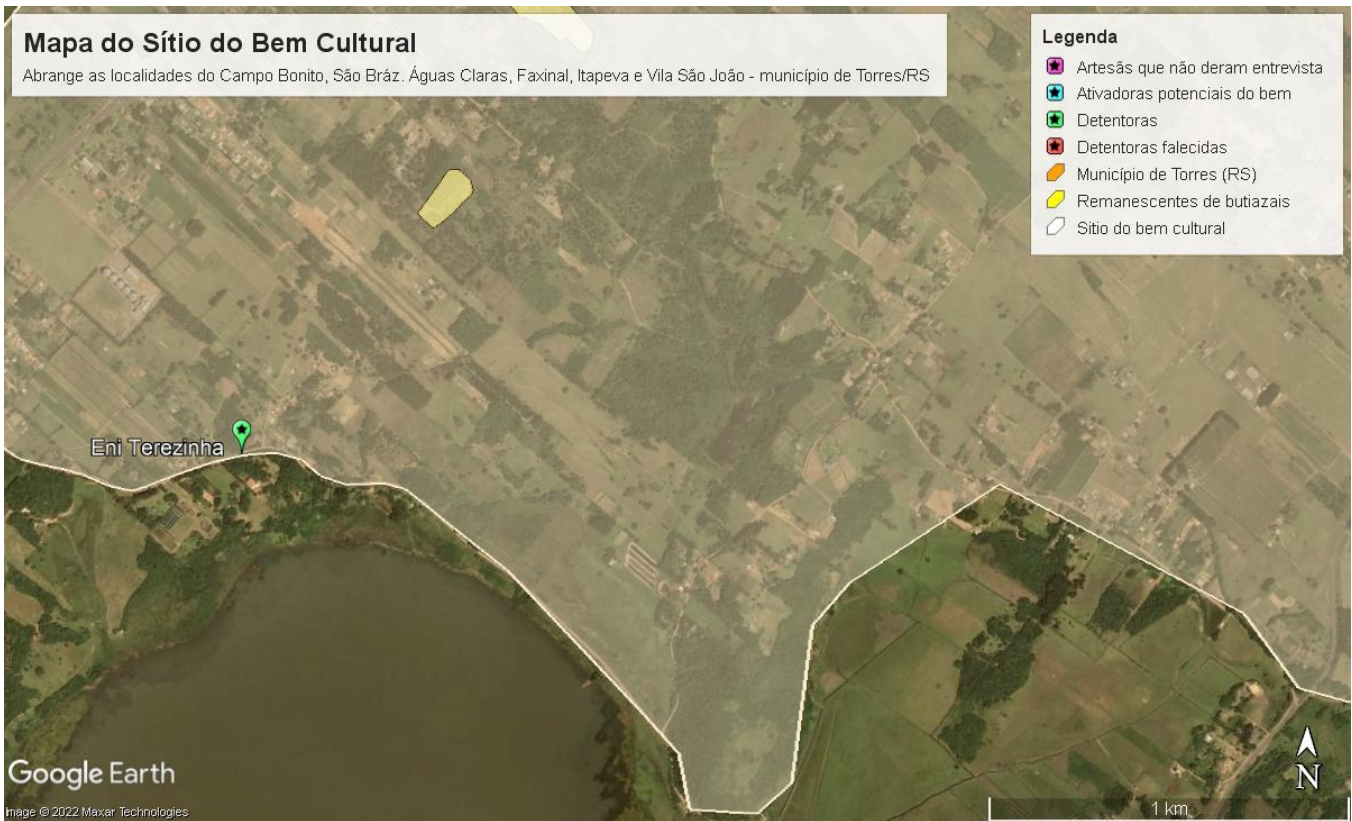 Mapa do Sítio do Bem Cultural
Abrange as localidades do Campo Bonito, São Bráz. Águas Claras, Faxinal, Itapeva e Vila São João - município de Torres/RS
Legenda
Artesãs que não deram entrevista
Ativadoras potenciais do bem
Detentoras
Detentoras falecidas
Município de Torres (RS)
Remanescentes de butiazais
Sitio do bem cultural
Eni Terezinha
Google Earth
Image © 2022 Maxar Technologies
N
1 km